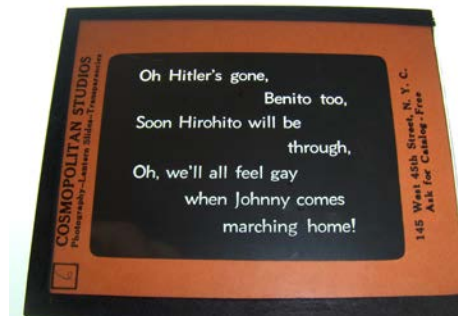 COSMOPOLITAN STUDIOS
Photography–Lantern Slides–Transparencies
Oh Hitler's gone,
Benito too,
Soon Hirohito will be
through,
Oh, we'll all feel gay
when Johnny comes
marching home!
145 West 45th Street, N. Y. C.
Ask for Catalog - Free